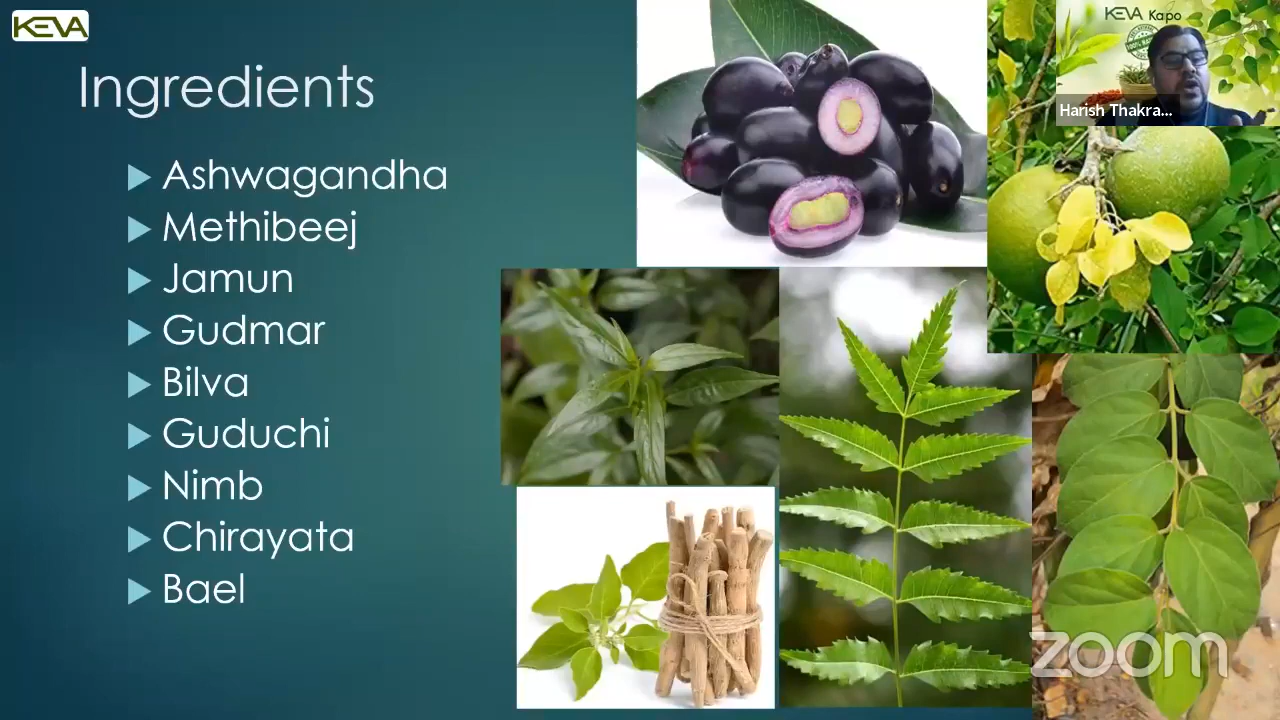 KEVA
Ingredients
Ashwagandha
Methibeej
Jamun
Gudmar
Bilva
Guduchi
Nimb
Chirayata
Bael
KEVA Kapo
Harish Thakra...
zoom